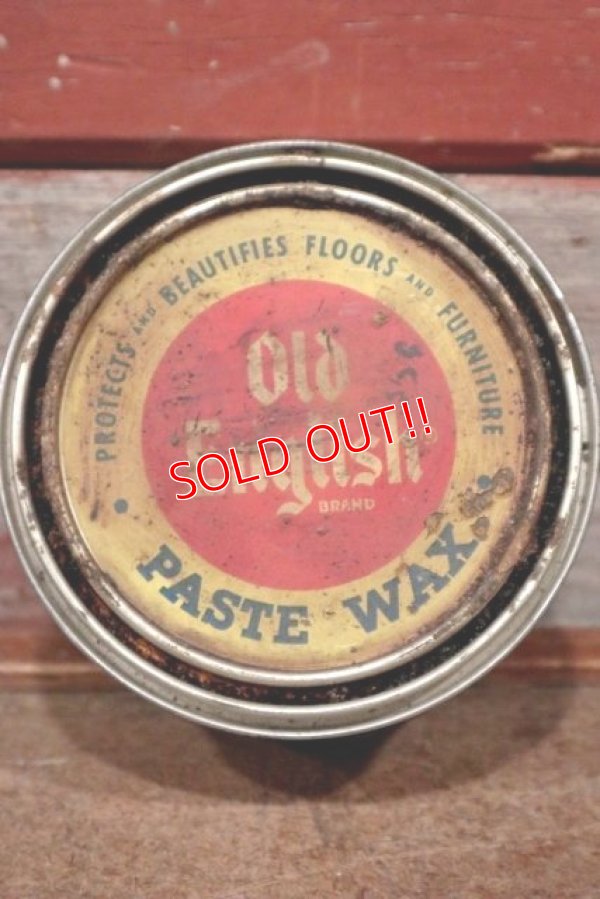 PROTECTS AND BEAUTIFIES FLOORS AND FURNITURE
Old
English
BRAND
SOLD OUT!!
• PASTE WAX •